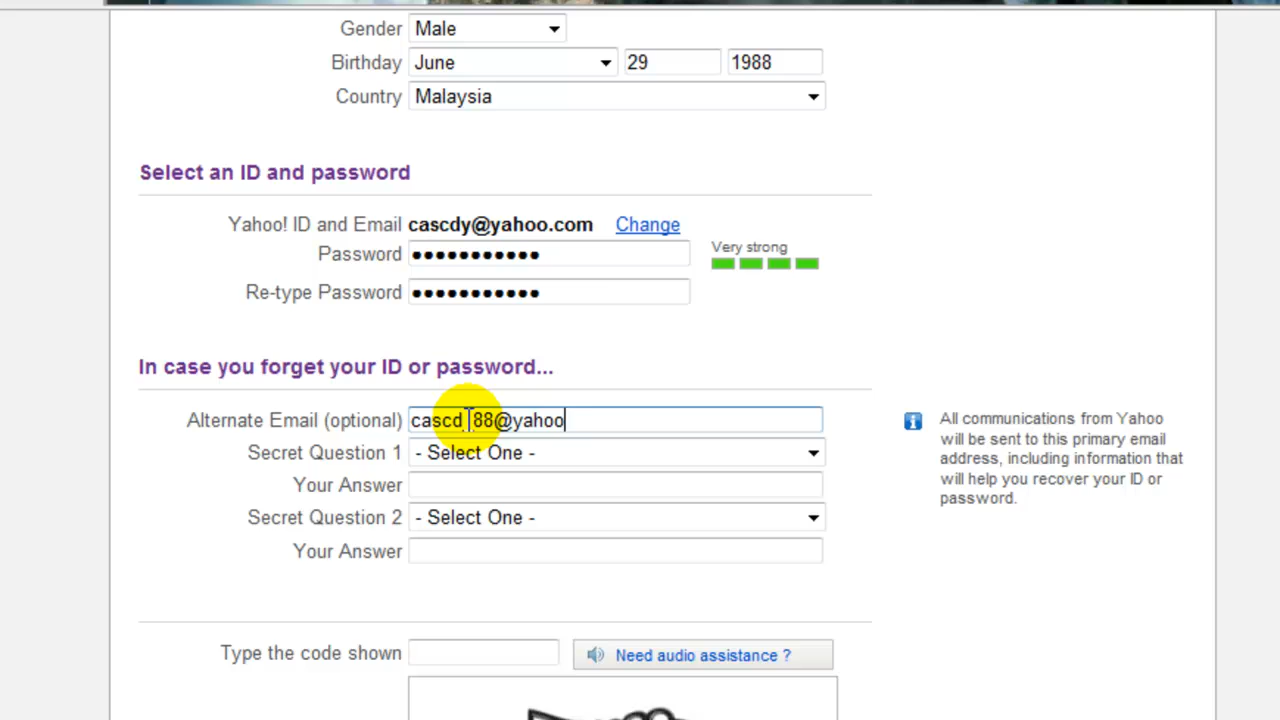 Gender Male
Birthday June 29 1988
Country Malaysia
Select an ID and password
Yahoo! ID and Email cascdy@yahoo.com Change
Password ●●●●●●●●●●● Very strong
Re-type Password ●●●●●●●●●●●
In case you forget your ID or password...
Alternate Email (optional) cascd 88@yahoo
All communications from Yahoo
will be sent to this primary email
address, including information that
will help you recover your ID or
password.
Secret Question 1 - Select One -
Your Answer
Secret Question 2 - Select One -
Your Answer
Type the code shown Need audio assistance ?